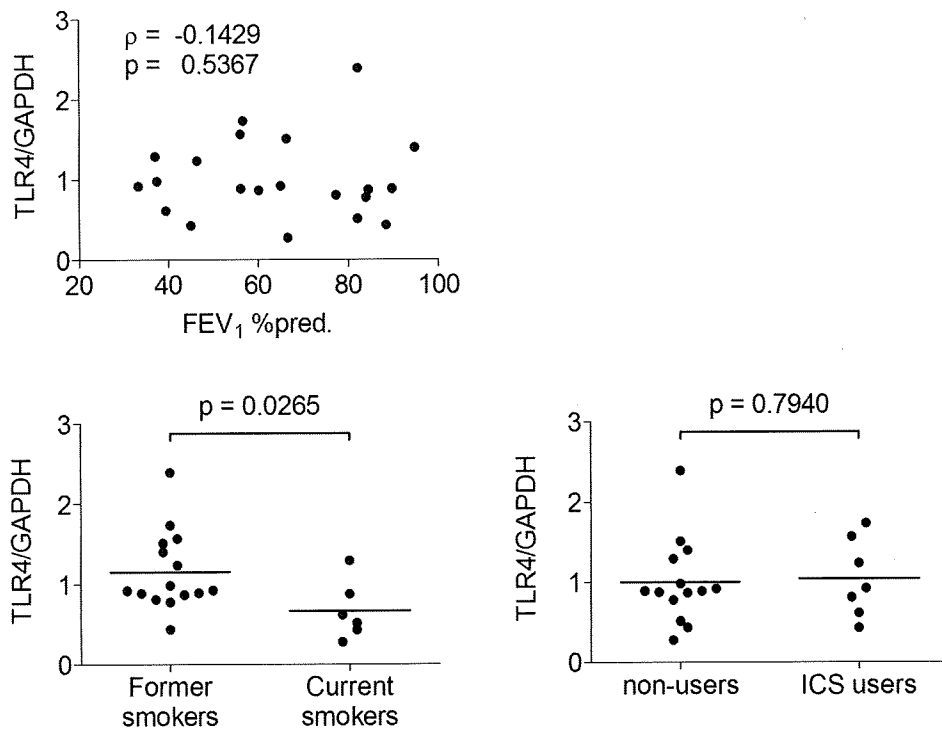 3
2
1
0
TLR4/GAPDH
ρ = -0.1429
p = 0.5367
20 40 60 80 100
FEV1 %pred.
p = 0.0265
3
2
1
0
TLR4/GAPDH
Former smokers
Current smokers
p = 0.7940
3
2
1
0
TLR4/GAPDH
non-users
ICS users